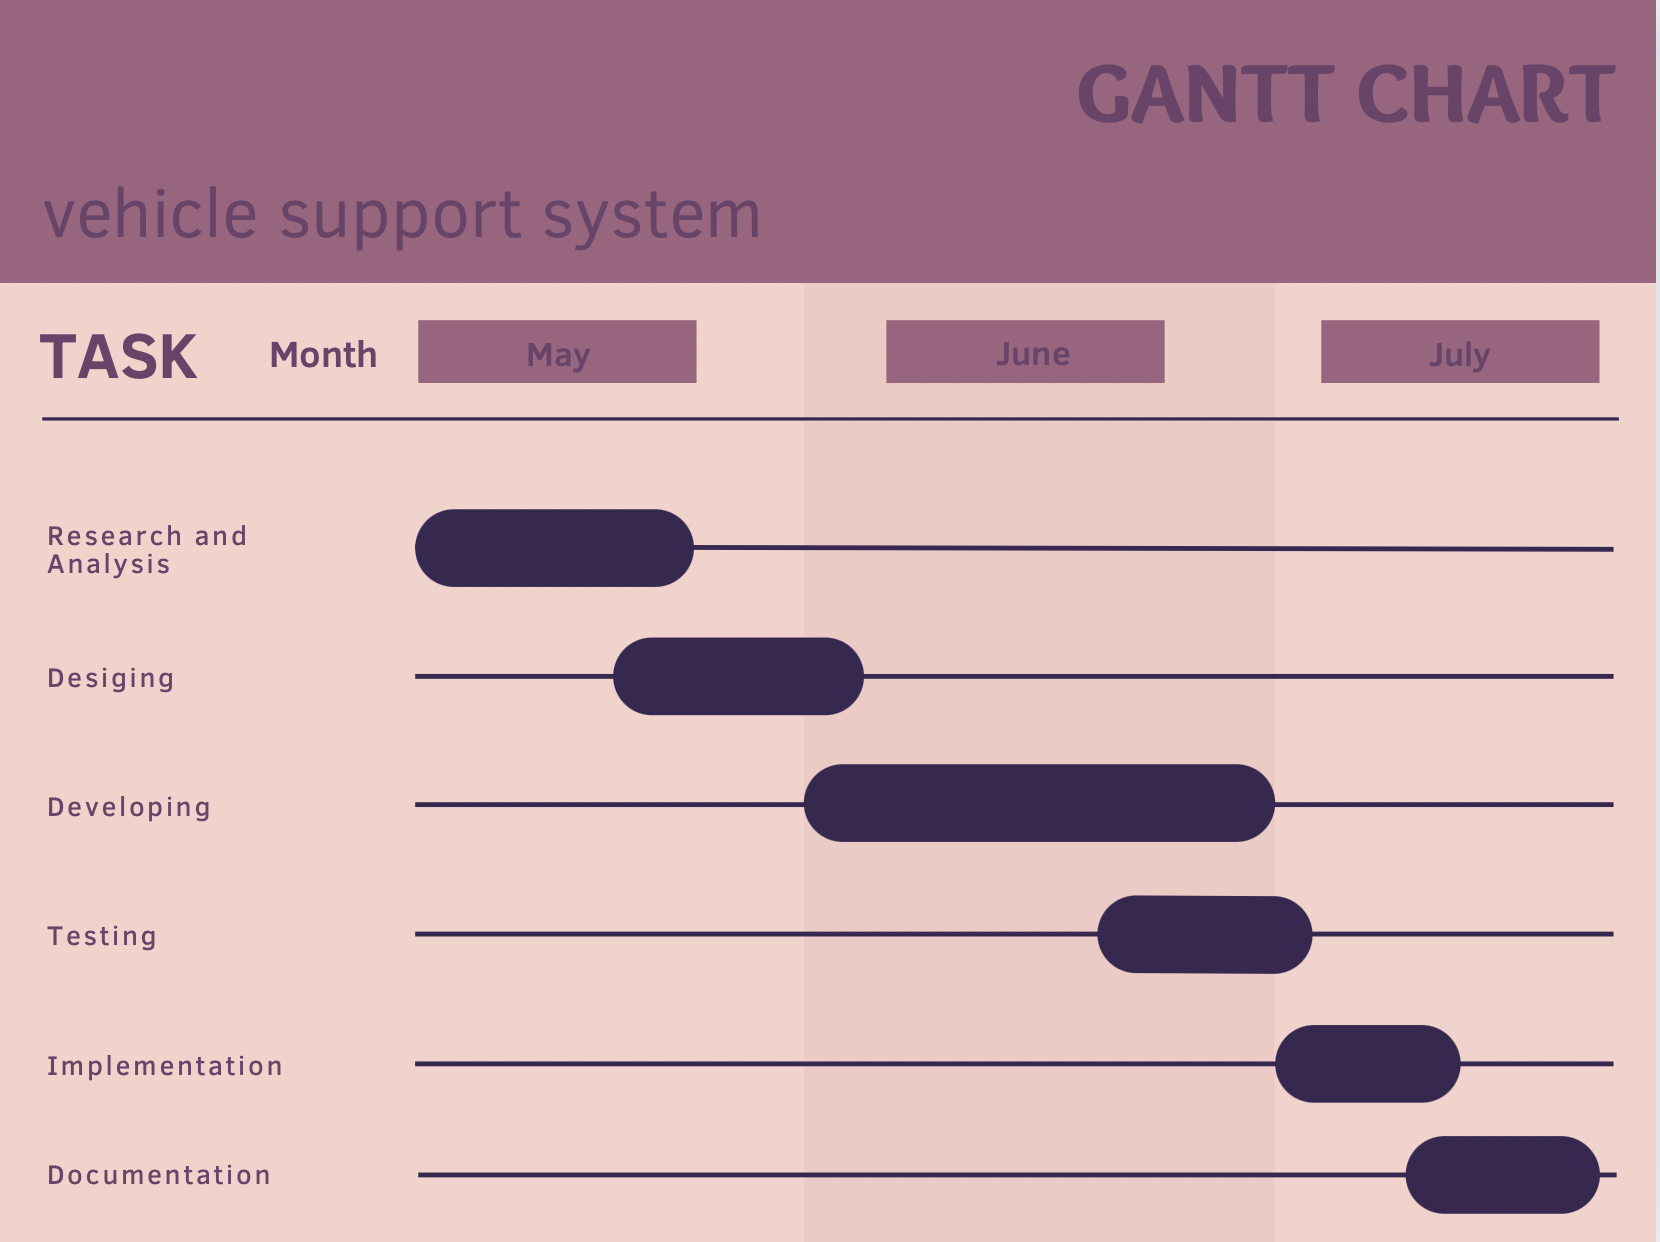 GANTT CHART
vehicle support system
TASK Month May June July
Research and
Analysis
Desiging
Developing
Testing
Implementation
Documentation